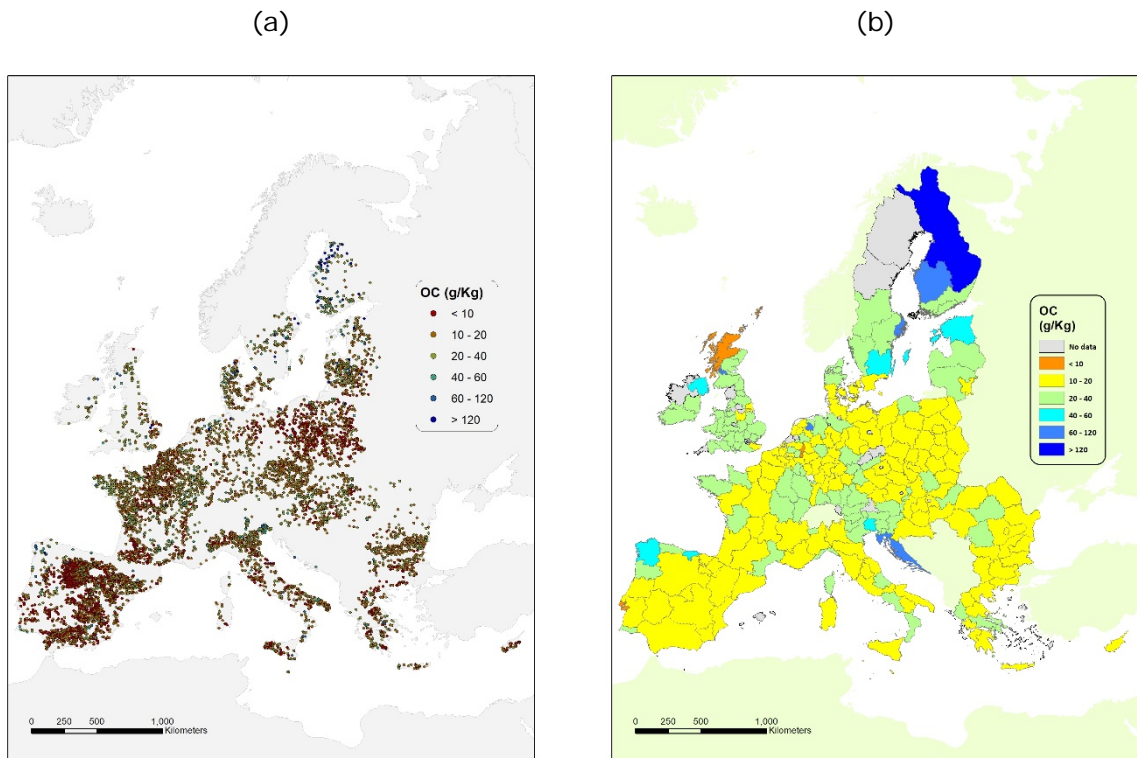 (a)
(b)
OC (g/Kg)
< 10
10 - 20
20 - 40
40 - 60
60 - 120
> 120
0 250 500 1,000
Kilometers
OC
(g/Kg)
No data
< 10
10 - 20
20 - 40
40 - 60
60 - 120
> 120
0 250 500 1,000
Kilometers